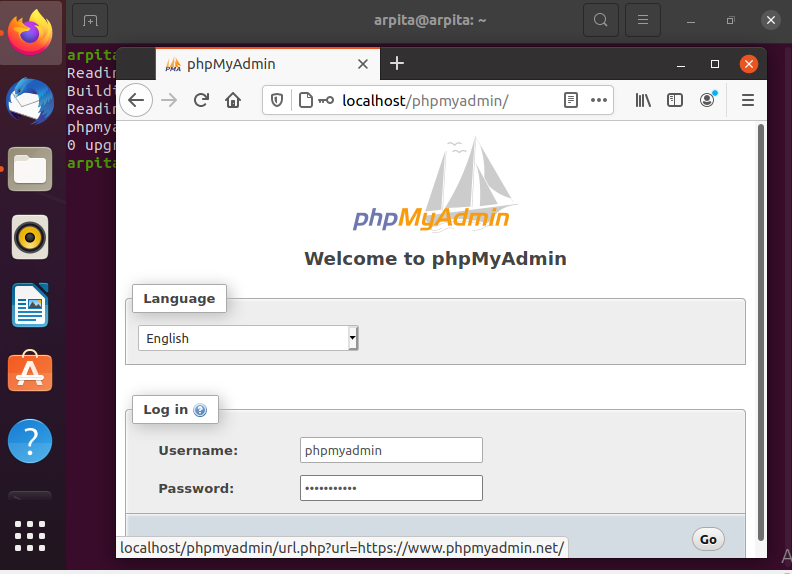 arpita@arpita: ~
arpita
Readin
Buildi
Readin
phpmya
0 upgr
arpita
phpMyAdmin
localhost/phpmyadmin/
phpMyAdmin
Welcome to phpMyAdmin
Language
English
Log in
Username:
phpmyadmin
Password:
•••••••••••
Go
localhost/phpmyadmin/url.php?url=https://www.phpmyadmin.net/